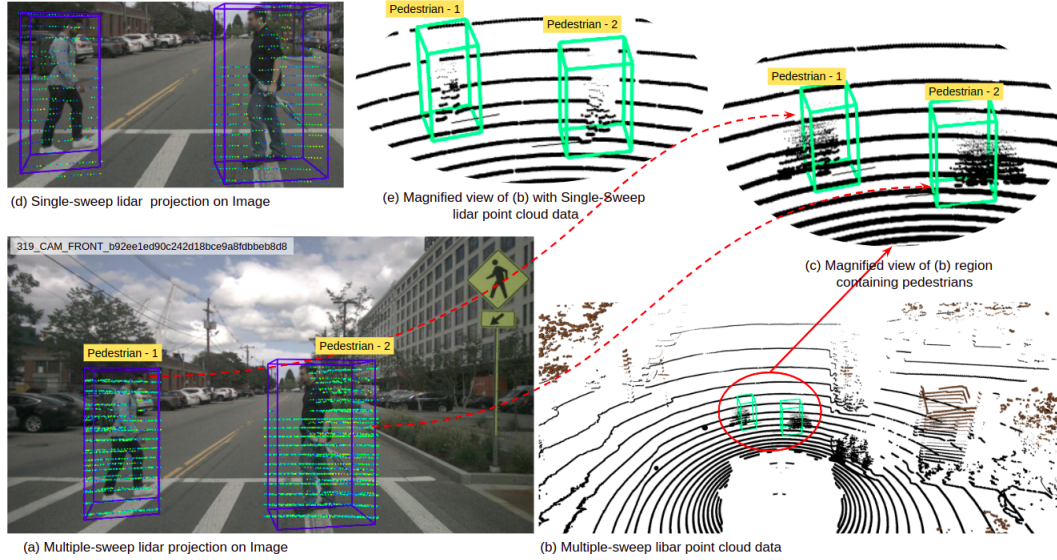 Pedestrian - 1
Pedestrian - 2
Pedestrian - 1
Pedestrian - 2
(d) Single-sweep lidar projection on Image
(e) Magnified view of (b) with Single-Sweep
lidar point cloud data
319_CAM_FRONT_b92ee1ed90c242d18bce9a8fdbbeb8d8
(c) Magnified view of (b) region
containing pedestrians
Pedestrian - 1
Pedestrian - 2
(a) Multiple-sweep lidar projection on Image
(b) Multiple-sweep libar point cloud data